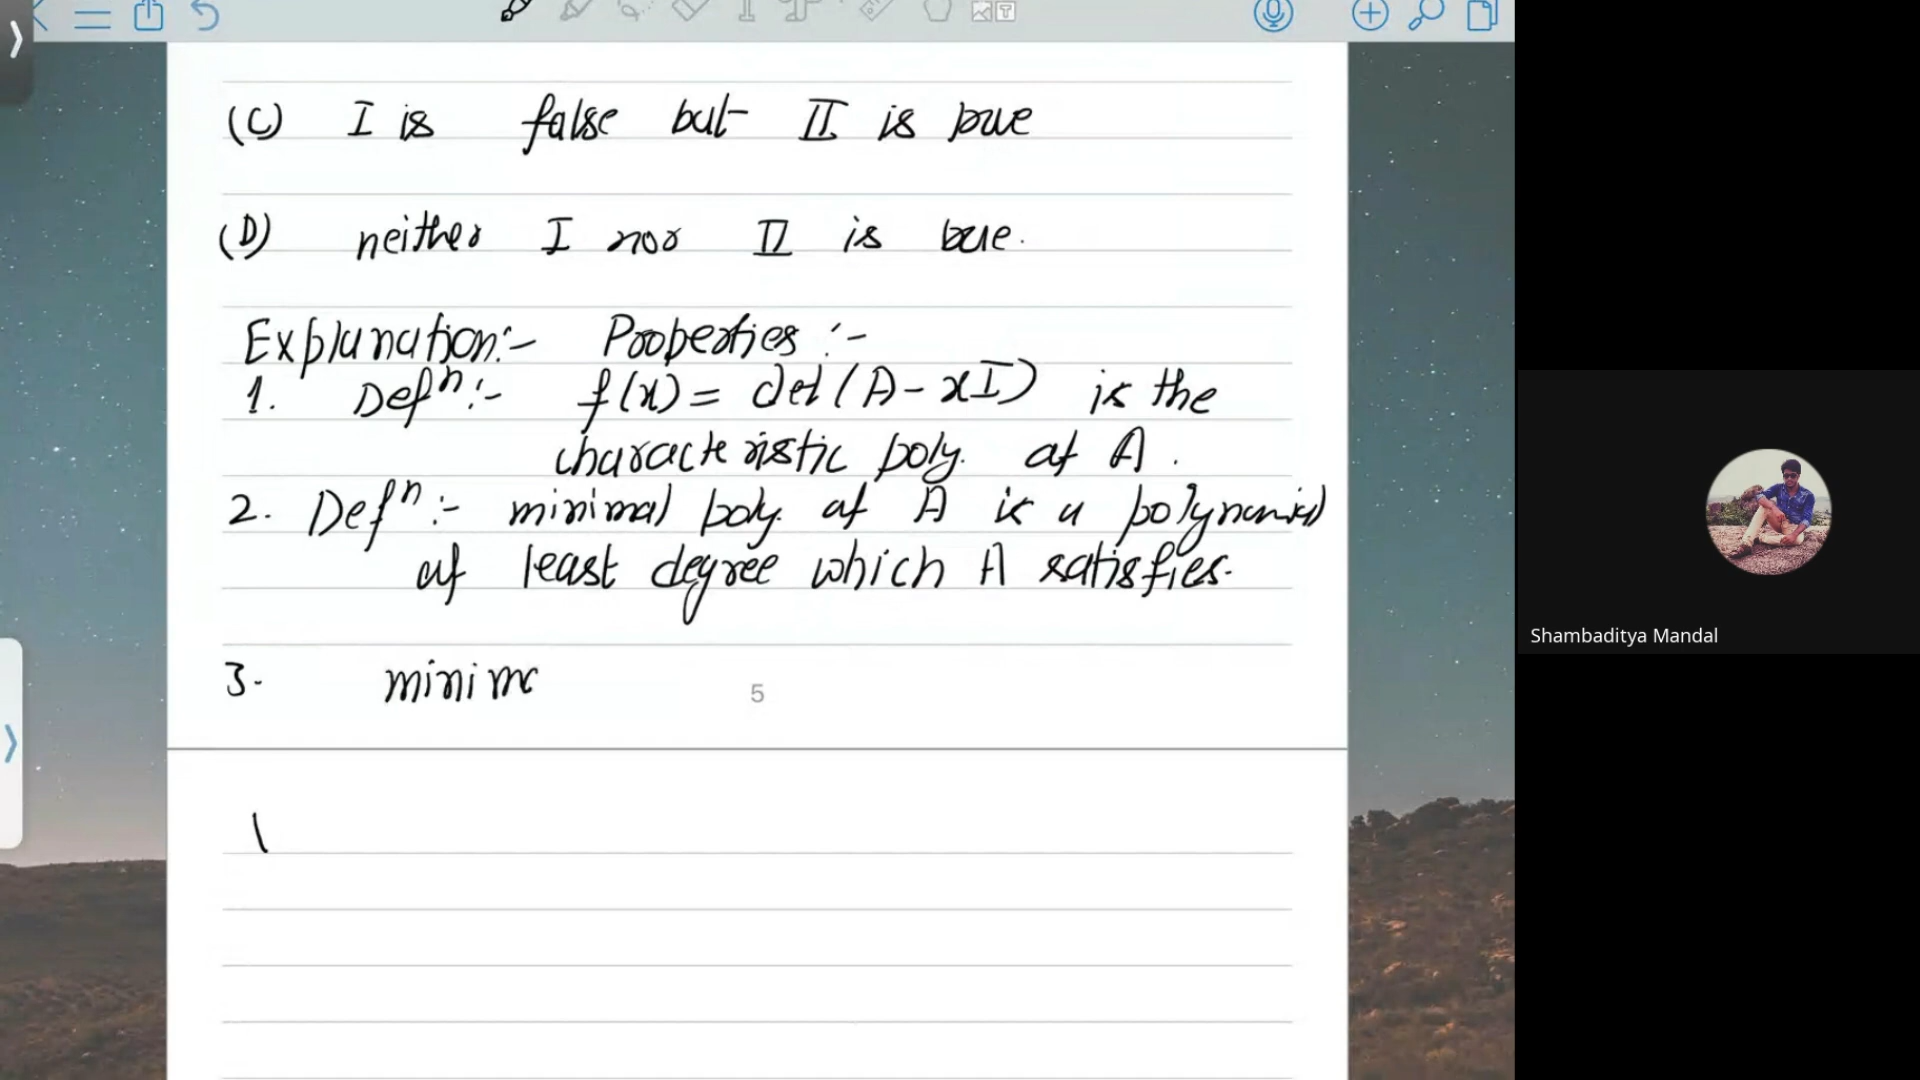 (C) I is false but II is true
(D) neither I nor II is true.
Explanation:- Properties :-
1. Defⁿ:- f(x) = det(A - xI) is the
characteristic poly. of A.
2. Defⁿ:- minimal poly. of A is a polynomial
of least degree which A satisfies.
3. minima
5
Shambaditya Mandal